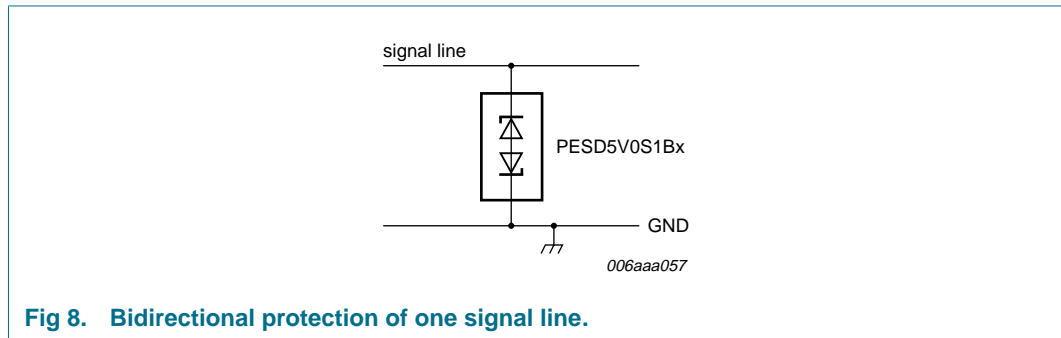 signal line
PESD5V0S1Bx
GND
006aaa057
Fig 8. Bidirectional protection of one signal line.